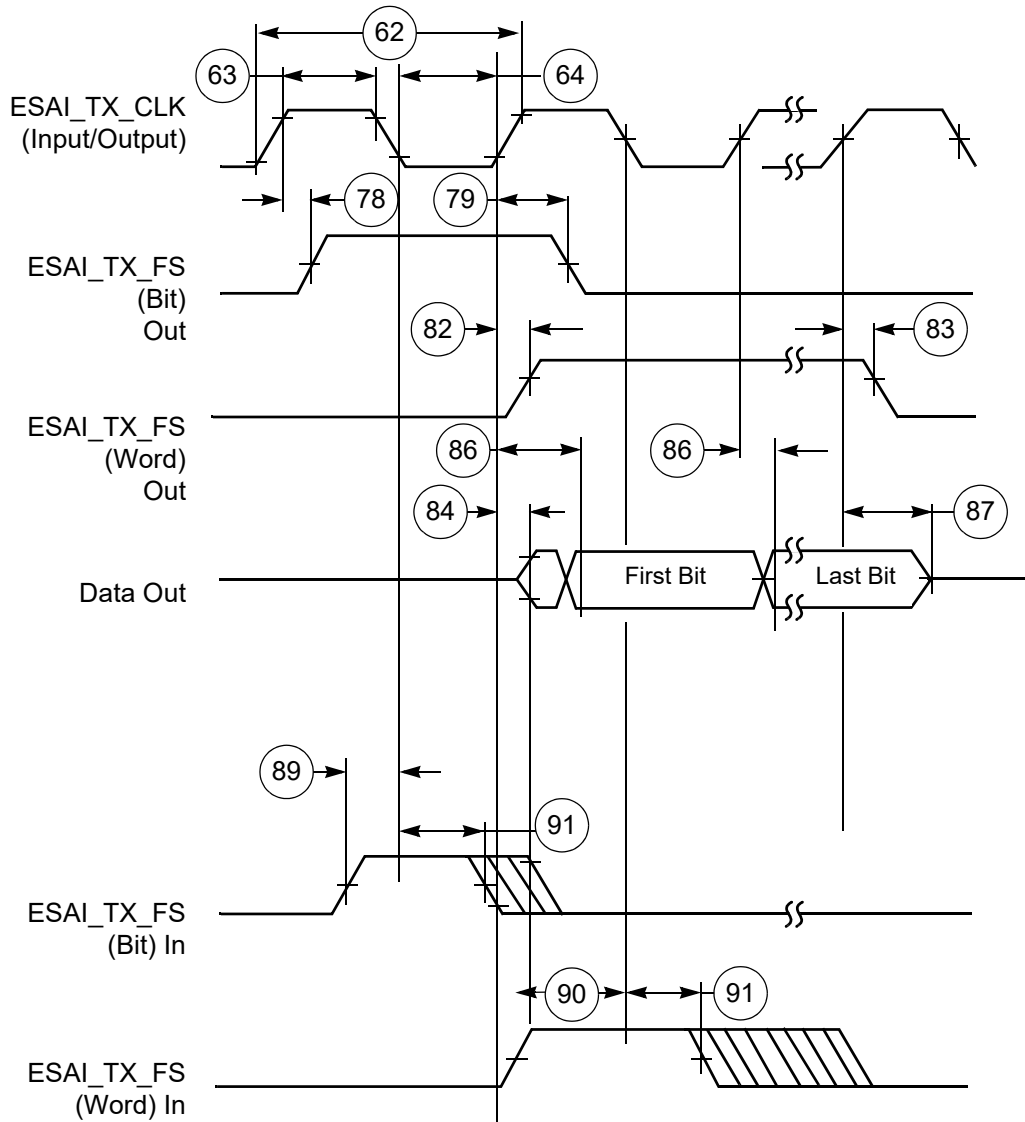 62
63
64
ESAI_TX_CLK
(Input/Output)
78
79
ESAI_TX_FS
(Bit)
Out
82
83
ESAI_TX_FS
(Word)
Out
86
86
84
87
Data Out
First Bit
Last Bit
89
91
ESAI_TX_FS
(Bit) In
90
91
ESAI_TX_FS
(Word) In